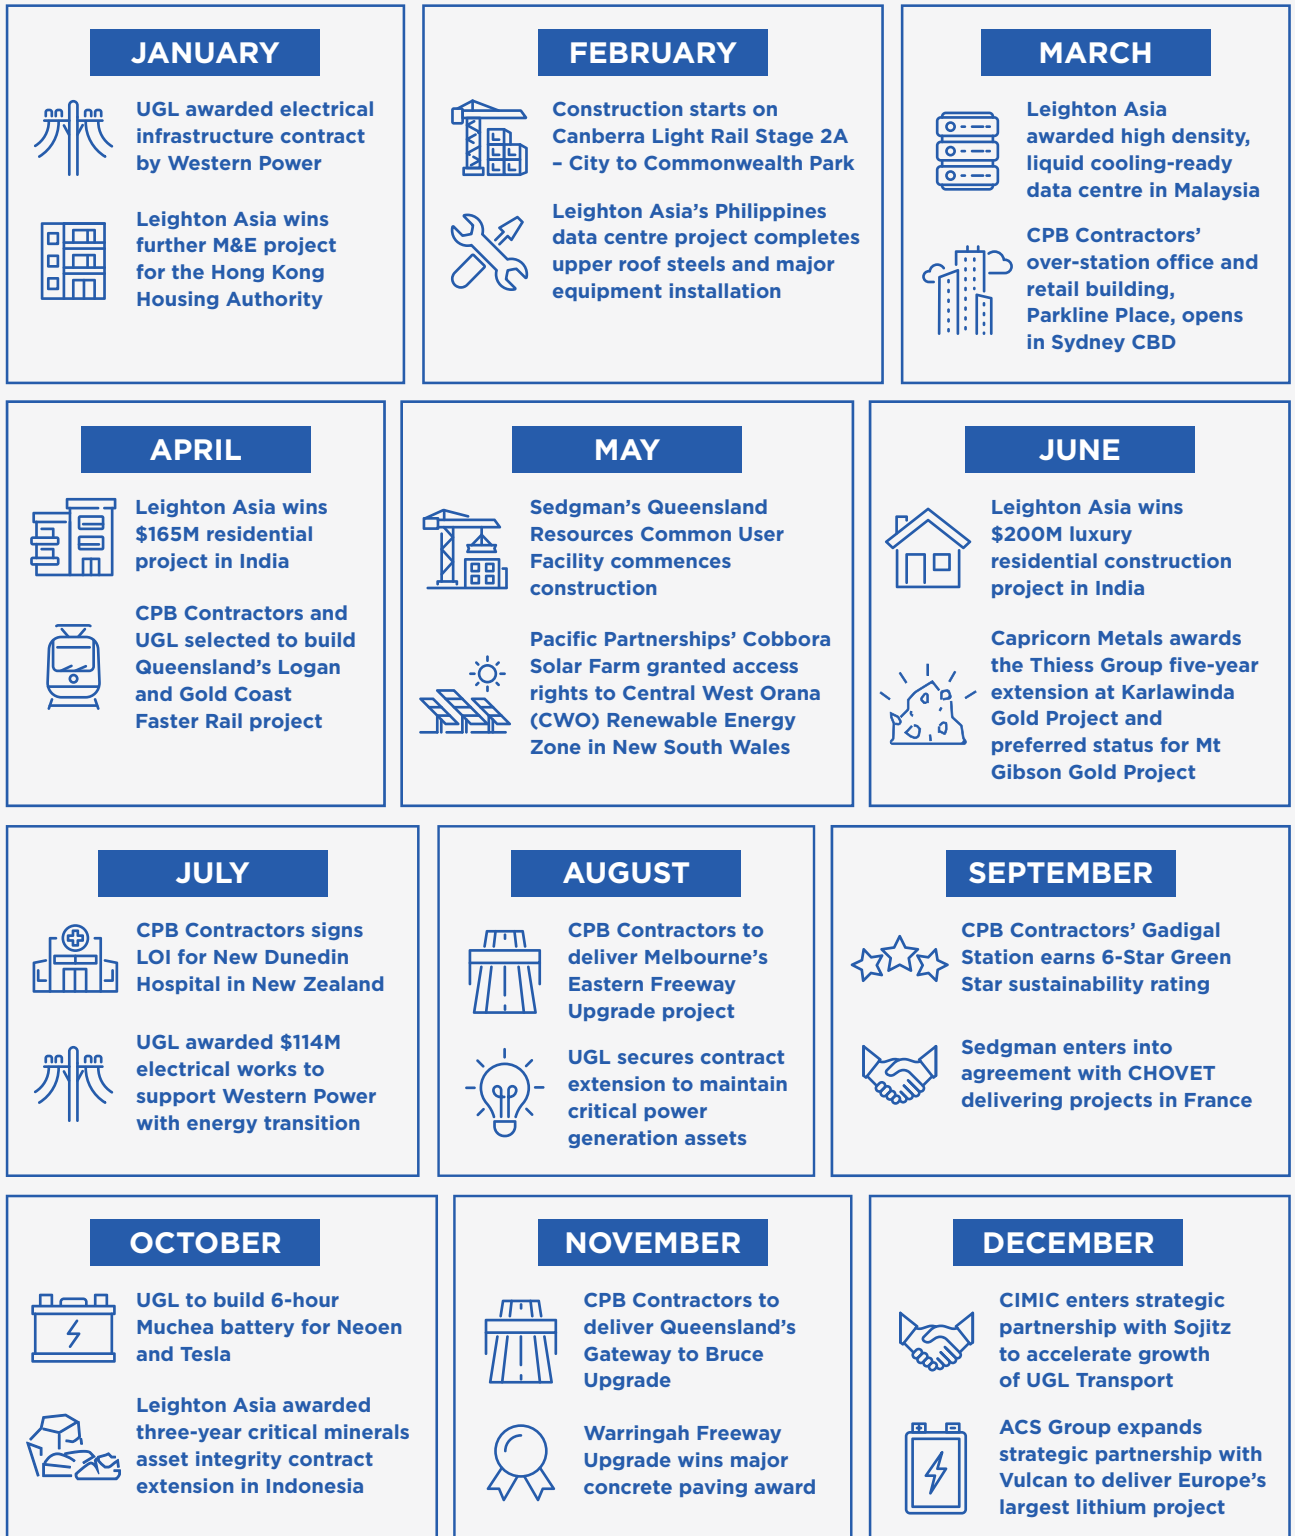 JANUARY
UGL awarded electrical
infrastructure contract
by Western Power
Leighton Asia wins
further M&E project
for the Hong Kong
Housing Authority
FEBRUARY
Construction starts on
Canberra Light Rail Stage 2A
– City to Commonwealth Park
Leighton Asia’s Philippines
data centre project completes
upper roof steels and major
equipment installation
MARCH
Leighton Asia
awarded high density,
liquid cooling-ready
data centre in Malaysia
CPB Contractors’
over-station office and
retail building,
Parkline Place, opens
in Sydney CBD
APRIL
Leighton Asia wins
$165M residential
project in India
CPB Contractors and
UGL selected to build
Queensland’s Logan
and Gold Coast
Faster Rail project
MAY
Sedgman’s Queensland
Resources Common User
Facility commences
construction
Pacific Partnerships’ Cobbora
Solar Farm granted access
rights to Central West Orana
(CWO) Renewable Energy
Zone in New South Wales
JUNE
Leighton Asia wins
$200M luxury
residential construction
project in India
Capricorn Metals awards
the Thiess Group five-year
extension at Karlawinda
Gold Project and
preferred status for Mt
Gibson Gold Project
JULY
CPB Contractors signs
LOI for New Dunedin
Hospital in New Zealand
UGL awarded $114M
electrical works to
support Western Power
with energy transition
AUGUST
CPB Contractors to
deliver Melbourne’s
Eastern Freeway
Upgrade project
UGL secures contract
extension to maintain
critical power
generation assets
SEPTEMBER
CPB Contractors’ Gadigal
Station earns 6-Star Green
Star sustainability rating
Sedgman enters into
agreement with CHOVET
delivering projects in France
OCTOBER
UGL to build 6-hour
Muchea battery for Neoen
and Tesla
Leighton Asia awarded
three-year critical minerals
asset integrity contract
extension in Indonesia
NOVEMBER
CPB Contractors to
deliver Queensland’s
Gateway to Bruce
Upgrade
Warringah Freeway
Upgrade wins major
concrete paving award
DECEMBER
CIMIC enters strategic
partnership with Sojitz
to accelerate growth
of UGL Transport
ACS Group expands
strategic partnership with
Vulcan to deliver Europe’s
largest lithium project